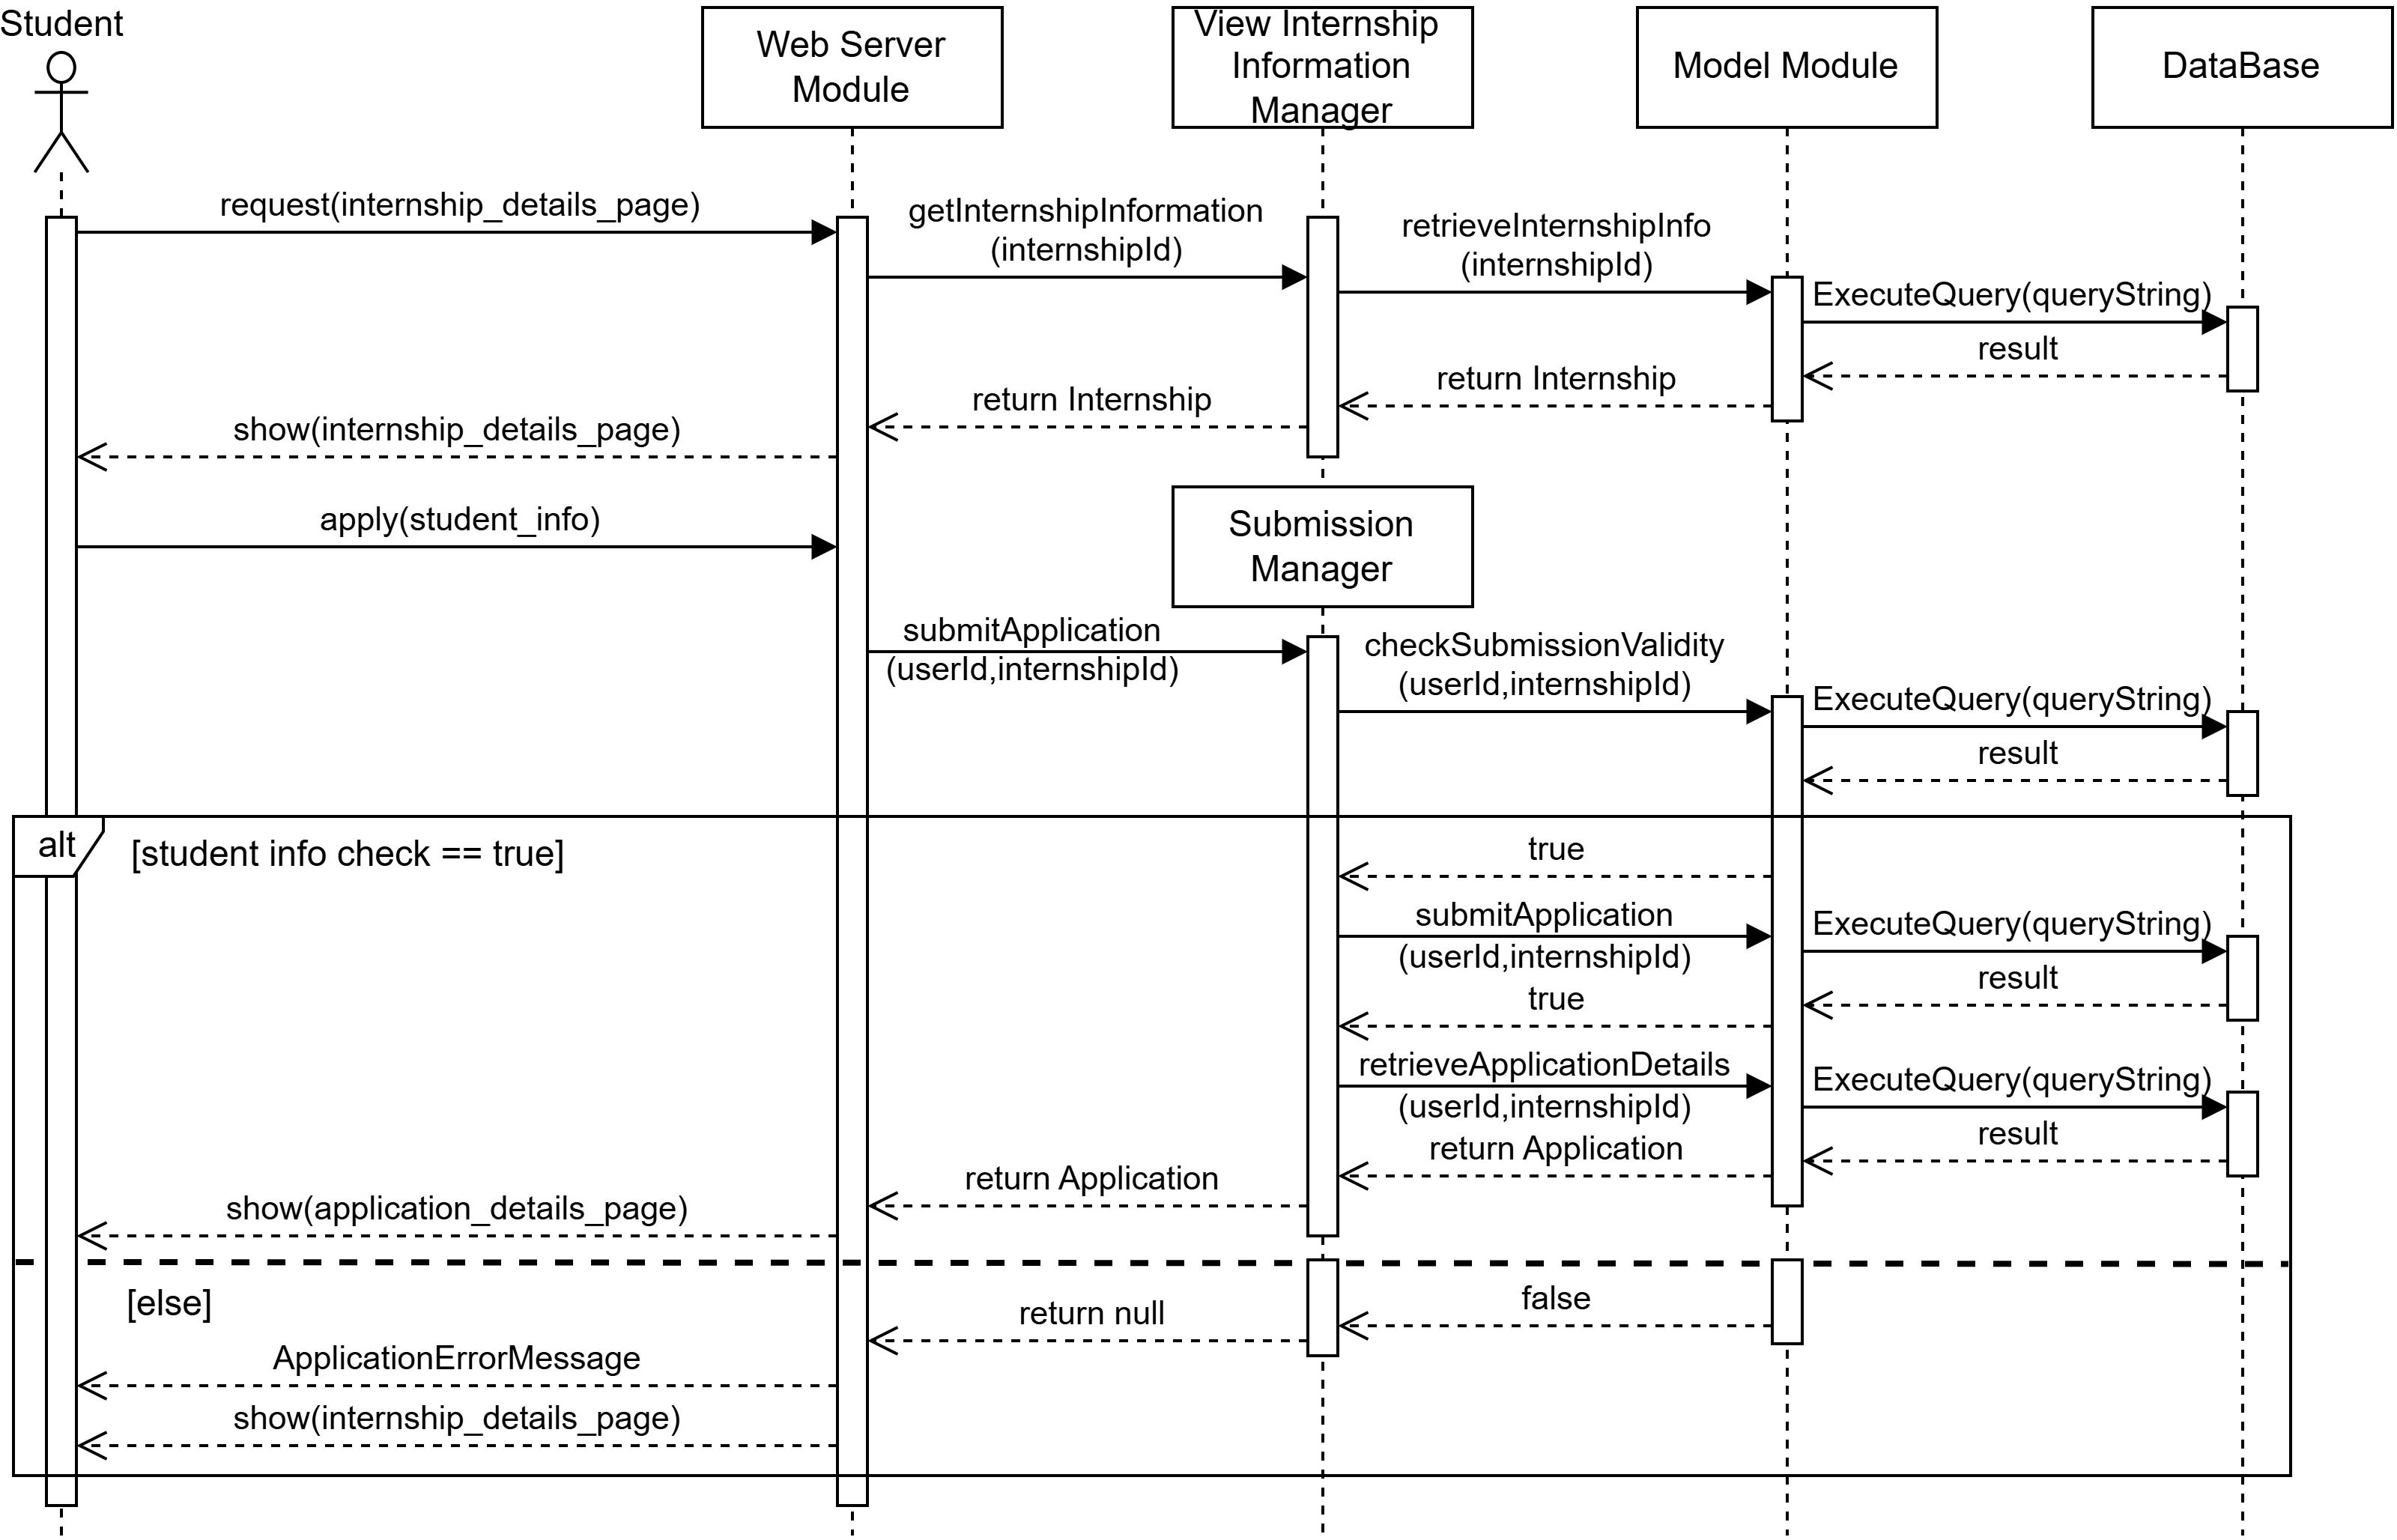 Student
Web Server
Module
View Internship
Information
Manager
Model Module
DataBase
request(internship_details_page)
getInternshipInformation
(internshipId)
retrieveInternshipInfo
(internshipId)
ExecuteQuery(queryString)
result
return Internship
return Internship
show(internship_details_page)
apply(student_info)
Submission
Manager
submitApplication
(userId,internshipId)
checkSubmissionValidity
(userId,internshipId)
ExecuteQuery(queryString)
result
alt
[student info check == true]
true
submitApplication
(userId,internshipId)
ExecuteQuery(queryString)
result
true
retrieveApplicationDetails
(userId,internshipId)
ExecuteQuery(queryString)
result
return Application
return Application
show(application_details_page)
[else]
false
return null
ApplicationErrorMessage
show(internship_details_page)